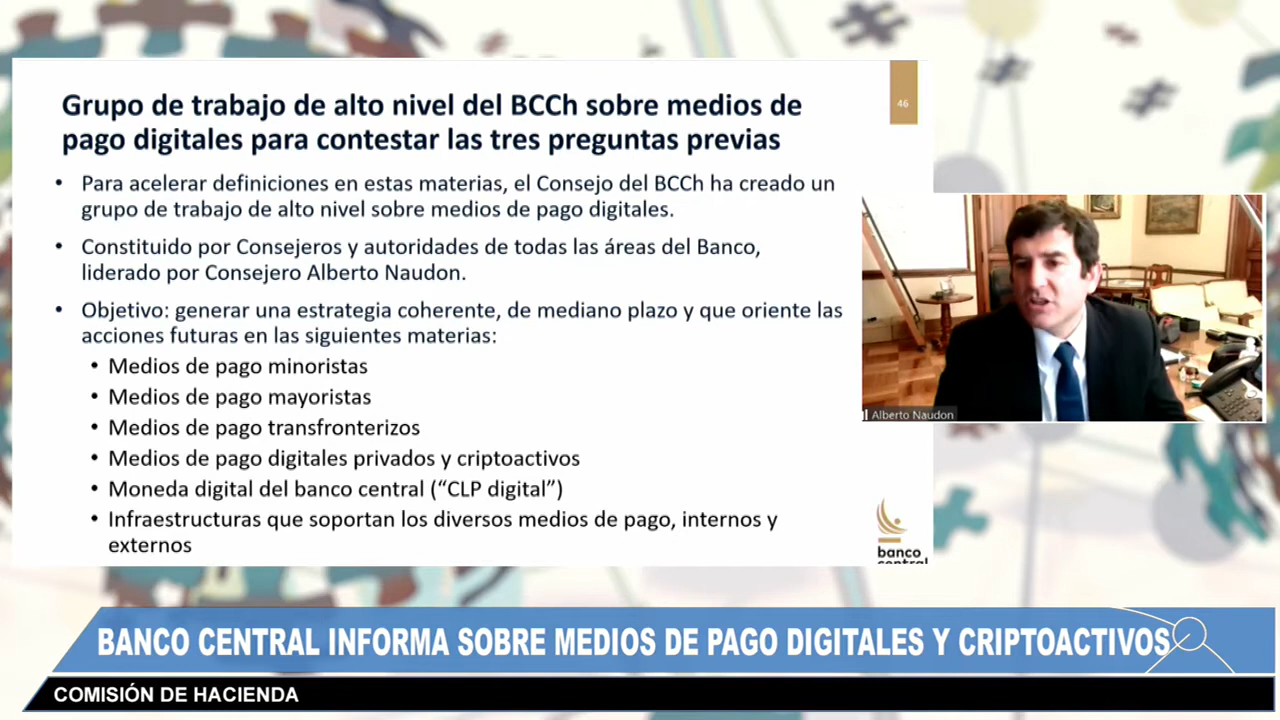 Grupo de trabajo de alto nivel del BCCh sobre medios de
pago digitales para contestar las tres preguntas previas
46
• Para acelerar definiciones en estas materias, el Consejo del BCCh ha creado un
grupo de trabajo de alto nivel sobre medios de pago digitales.
• Constituido por Consejeros y autoridades de todas las áreas del Banco,
liderado por Consejero Alberto Naudon.
• Objetivo: generar una estrategia coherente, de mediano plazo y que oriente las
acciones futuras en las siguientes materias:
• Medios de pago minoristas
• Medios de pago mayoristas
• Medios de pago transfronterizos
• Medios de pago digitales privados y criptoactivos
• Moneda digital del banco central (“CLP digital”)
• Infraestructuras que soportan los diversos medios de pago, internos y
externos
banco
central
Alberto Naudon
BANCO CENTRAL INFORMA SOBRE MEDIOS DE PAGO DIGITALES Y CRIPTOACTIVOS
COMISIÓN DE HACIENDA